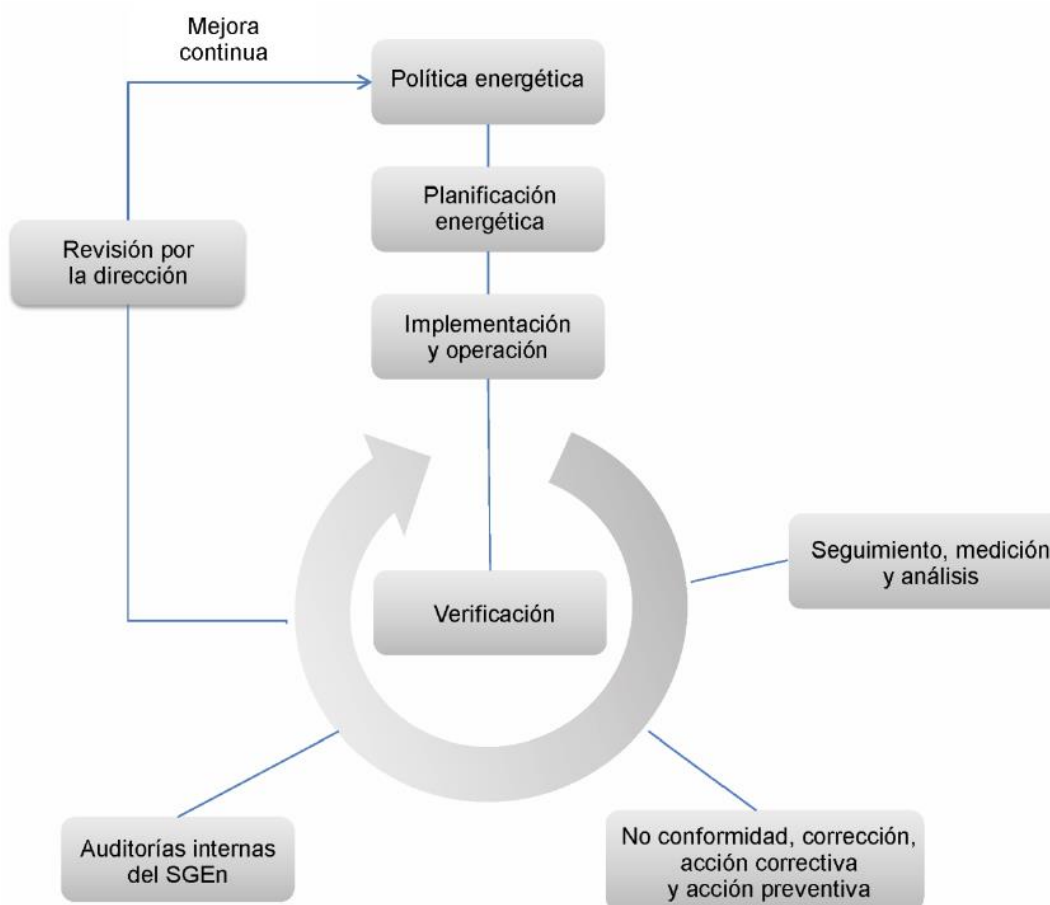 Mejora
continua
Política energética
Planificación
energética
Revisión por
la dirección
Implementación
y operación
Seguimiento, medición
y análisis
Verificación
Auditorías internas
del SGEn
No conformidad, corrección,
acción correctiva
y acción preventiva